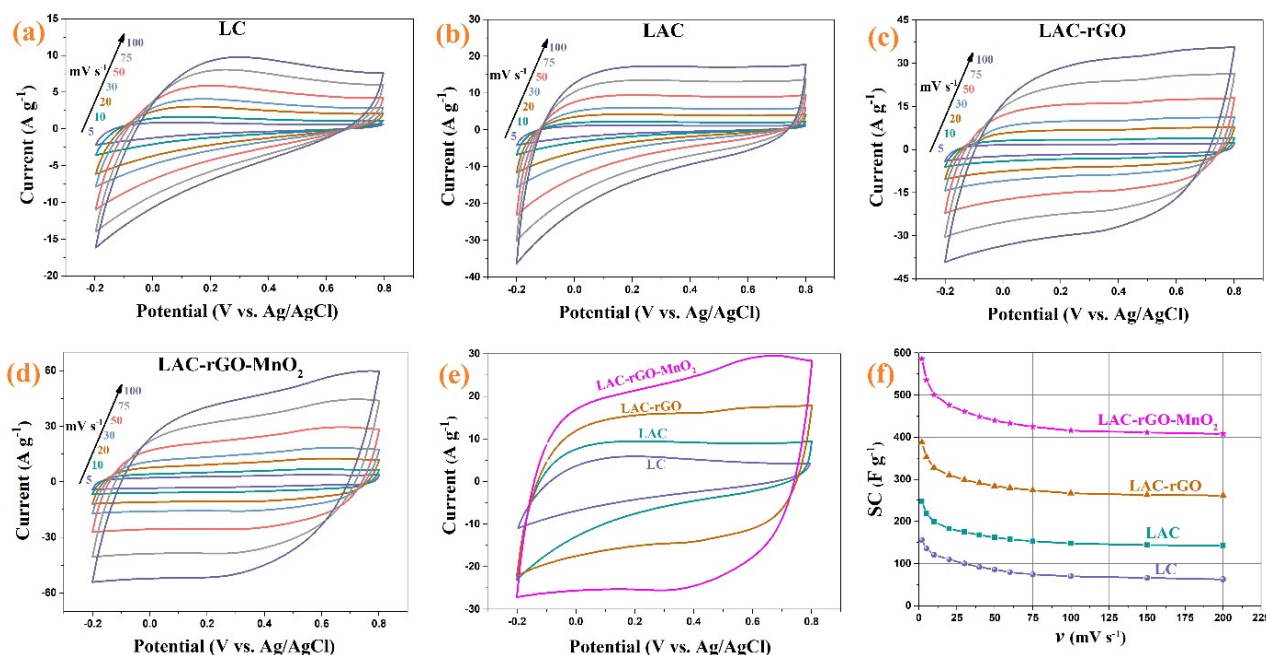 (a)
LC
100
75
mV s⁻¹ 50
30
20
10
5
15
10
5
0
-5
-10
-15
-20
Current (A g⁻¹)
-0.2 0.0 0.2 0.4 0.6 0.8
Potential (V vs. Ag/AgCl)
(b)
LAC
100
75
mV s⁻¹ 50
30
20
10
5
30
20
10
0
-10
-20
-30
-40
Current (A g⁻¹)
-0.2 0.0 0.2 0.4 0.6 0.8
Potential (V vs. Ag/AgCl)
(c)
LAC-rGO
100
75
mV s⁻¹ 50
30
20
10
5
45
30
15
0
-15
-30
-45
Current (A g⁻¹)
-0.2 0.0 0.2 0.4 0.6 0.8
Potential (V vs. Ag/AgCl)
(d)
LAC-rGO-MnO₂
100
75
mV s⁻¹ 50
30
20
10
5
60
30
0
-30
-60
Current (A g⁻¹)
-0.2 0.0 0.2 0.4 0.6 0.8
Potential (V vs. Ag/AgCl)
(e)
LAC-rGO-MnO₂
LAC-rGO
LAC
LC
30
20
10
0
-10
-20
-30
Current (A g⁻¹)
-0.2 0.0 0.2 0.4 0.6 0.8
Potential (V vs. Ag/AgCl)
(f)
LAC-rGO-MnO₂
LAC-rGO
LAC
LC
600
500
400
300
200
100
0
SC (F g⁻¹)
0 25 50 75 100 125 150 175 200 225
ν (mV s⁻¹)